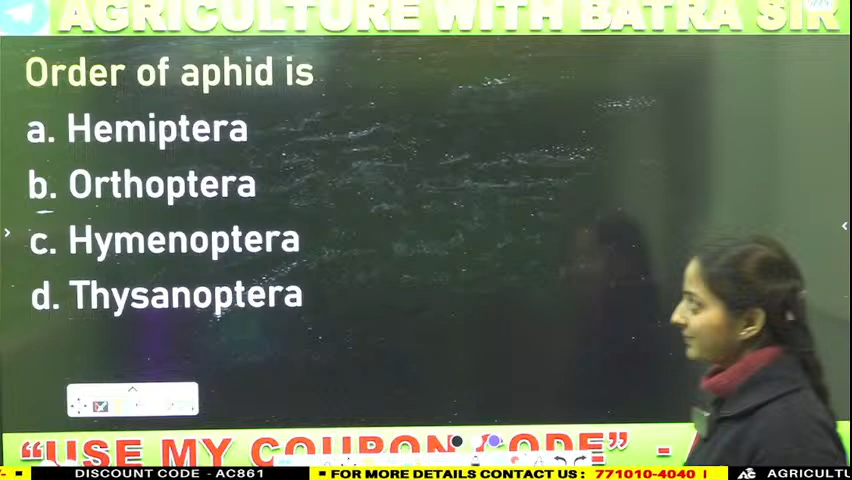 AGRICULTURE WITH BATRA SIR
Order of aphid is
a. Hemiptera
b. Orthoptera
c. Hymenoptera
d. Thysanoptera
“USE MY COUPON CODE” -
DISCOUNT CODE - AC861
FOR MORE DETAILS CONTACT US : 771010-4040
AGRICULTU